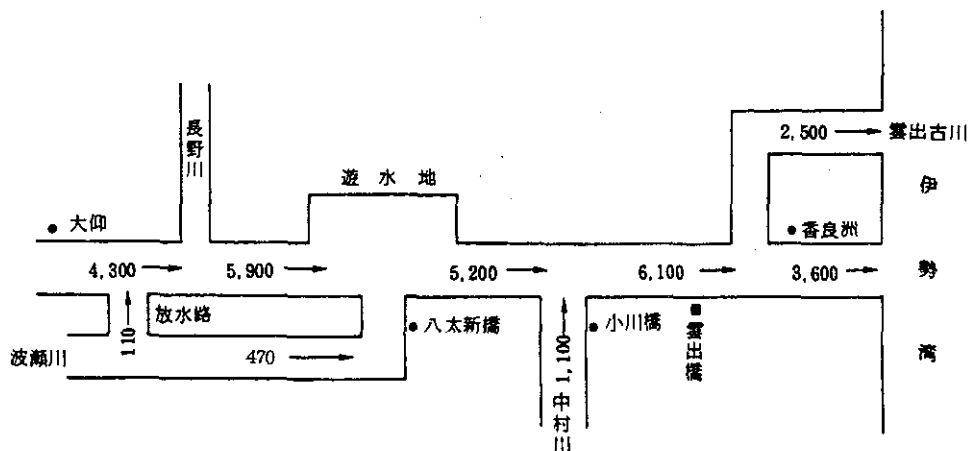 2,500 → 雲出古川
長野川
遊水地
伊勢湾
大仰
香良洲
4,300 →
5,900 →
5,200 →
6,100 →
3,600 →
放水路
110 →
八太新橋
小川橋
雲出橋
波瀬川
470 →
1,100 →
中村川